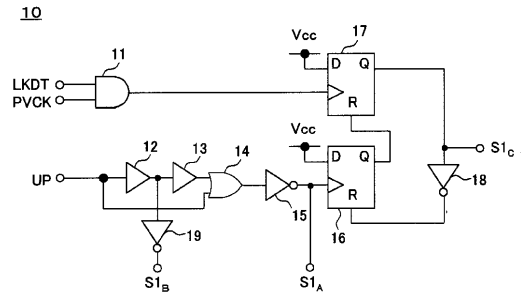 10
11
LKDT
PVCK
Vcc
17
D Q
R
12
13
14
UP
15
Vcc
D Q
R
16
S1C
18
19
S1B
S1A